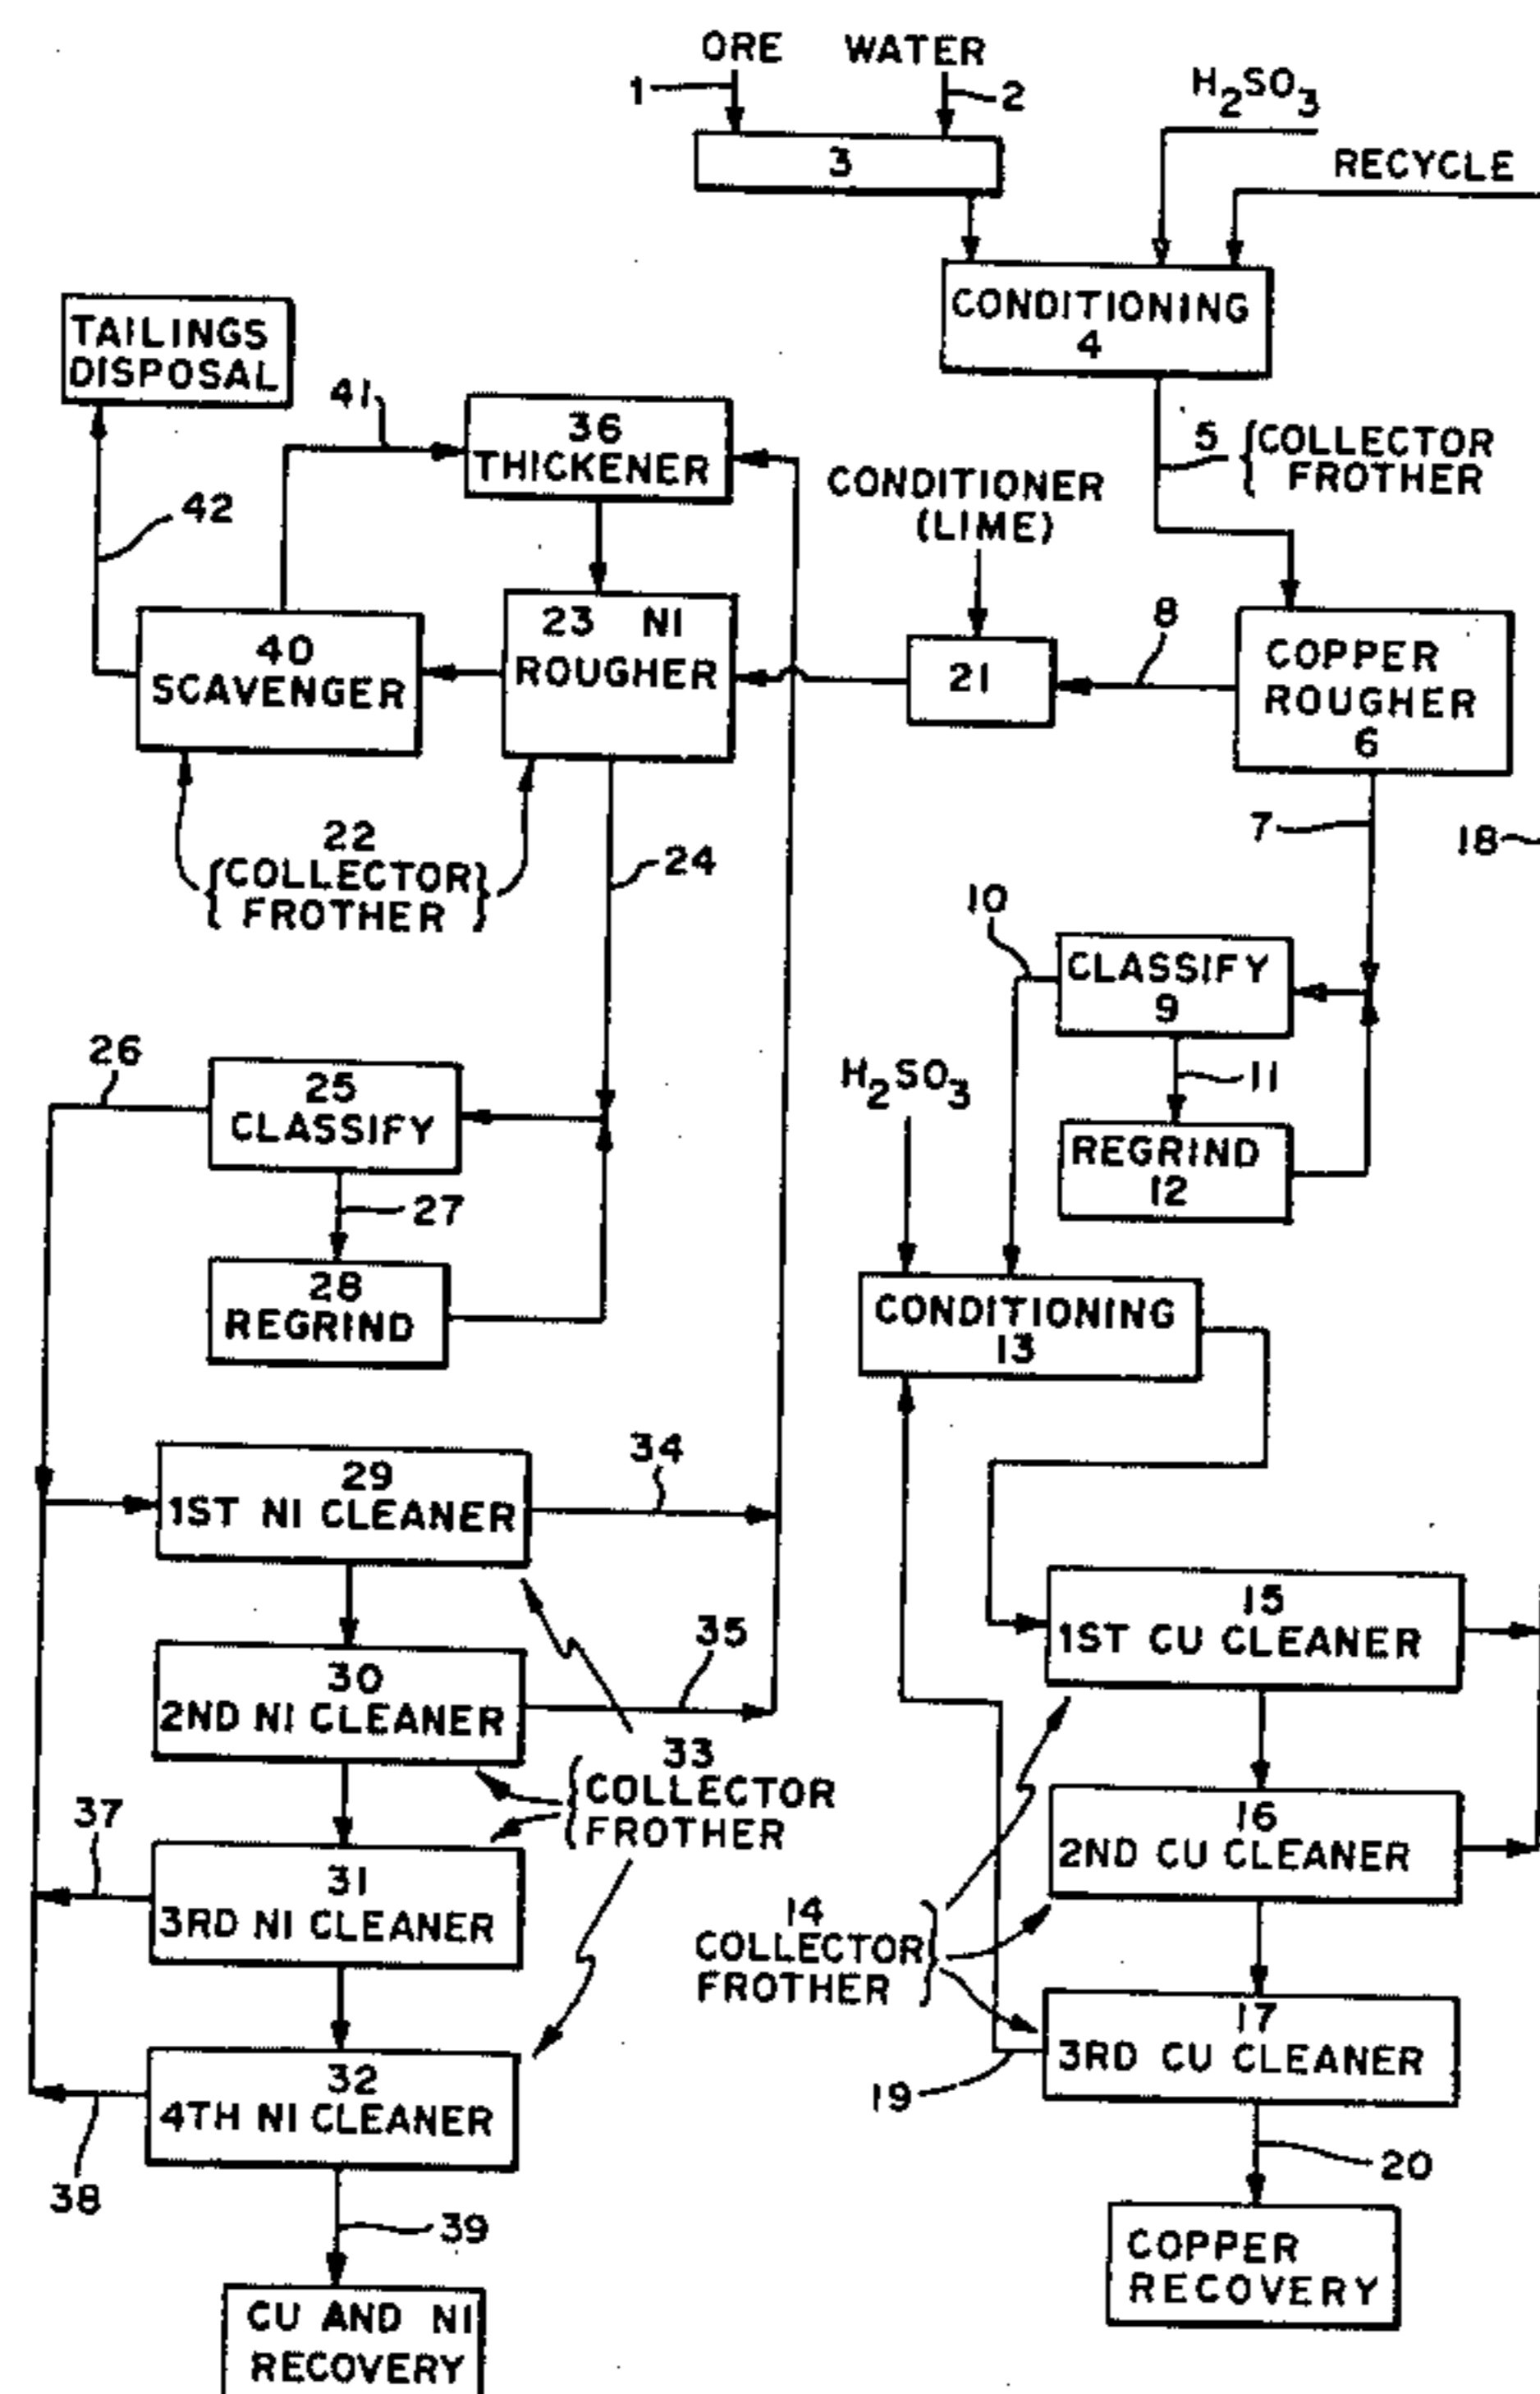 ORE
WATER
1
2
H2SO3
3
RECYCLE
CONDITIONING
4
TAILINGS
DISPOSAL
41
36
THICKENER
5
{COLLECTOR
FROTHER
42
CONDITIONER
(LIME)
8
40
SCAVENGER
23 NI
ROUGHER
21
COPPER
ROUGHER
6
22
{COLLECTOR}
FROTHER
24
7
18
10
CLASSIFY
9
26
25
CLASSIFY
H2SO3
11
27
REGRIND
12
28
REGRIND
CONDITIONING
13
29
1ST NI CLEANER
34
15
1ST CU CLEANER
30
2ND NI CLEANER
35
33
{COLLECTOR
FROTHER
37
16
2ND CU CLEANER
31
3RD NI CLEANER
14
COLLECTOR}
FROTHER
17
3RD CU CLEANER
32
4TH NI CLEANER
19
38
20
39
COPPER
RECOVERY
CU AND NI
RECOVERY